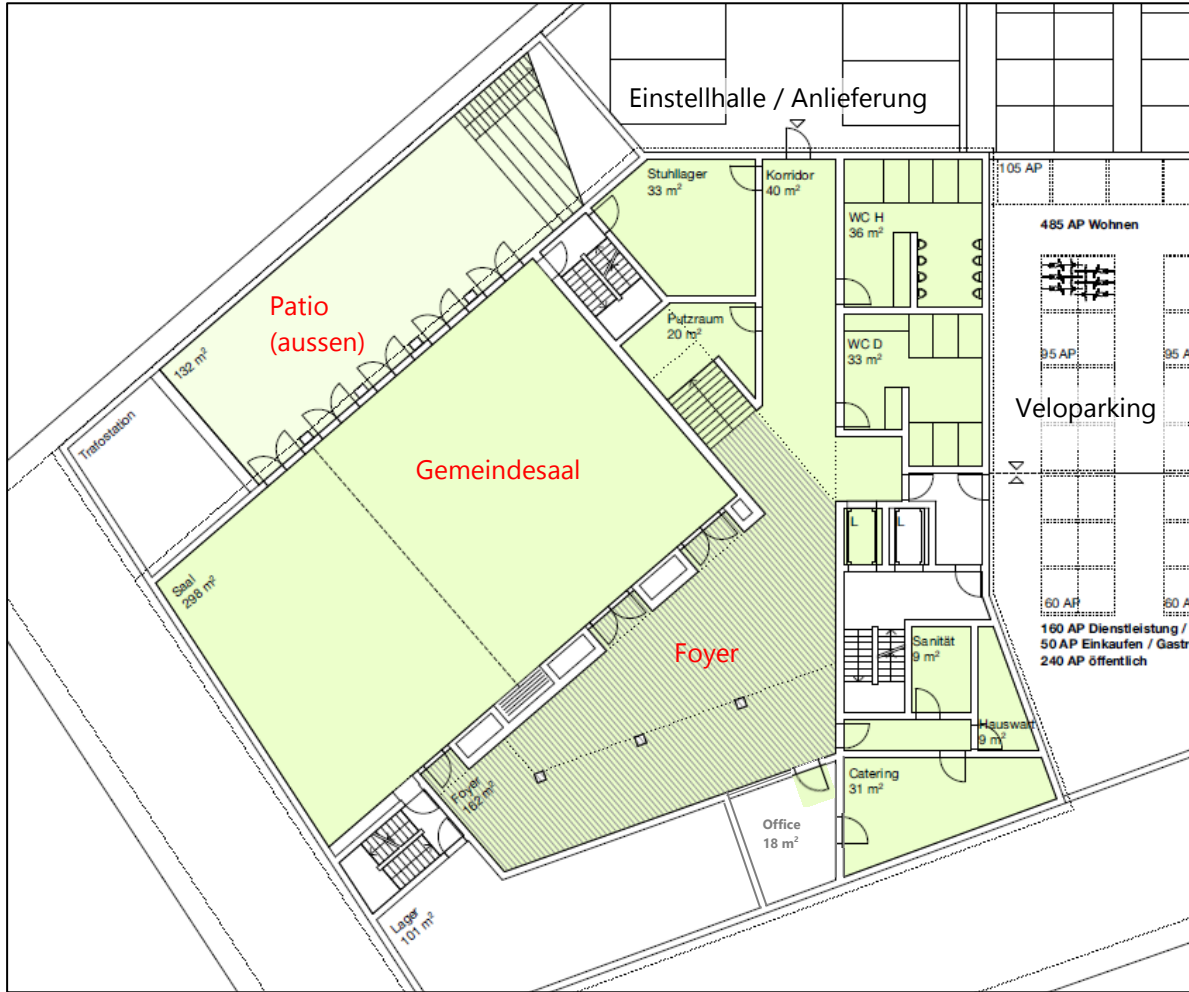 Einstellhalle / Anlieferung
Stuhllager
33 m²
Korridor
40 m²
105 AP
WC H
36 m²
485 AP Wohnen
Patio
(aussen)
132 m²
Putzraum
20 m²
WC D
33 m²
95 AP
95 A
Trafostation
Veloparking
Gemeindesaal
L
L
Saal
298 m²
60 AP
60 A
160 AP Dienstleistung /
50 AP Einkaufen / Gastr
240 AP öffentlich
Foyer
Sanität
9 m²
Hauswart
9 m²
Foyer
162 m²
Catering
31 m²
Office
18 m²
Lager
101 m²